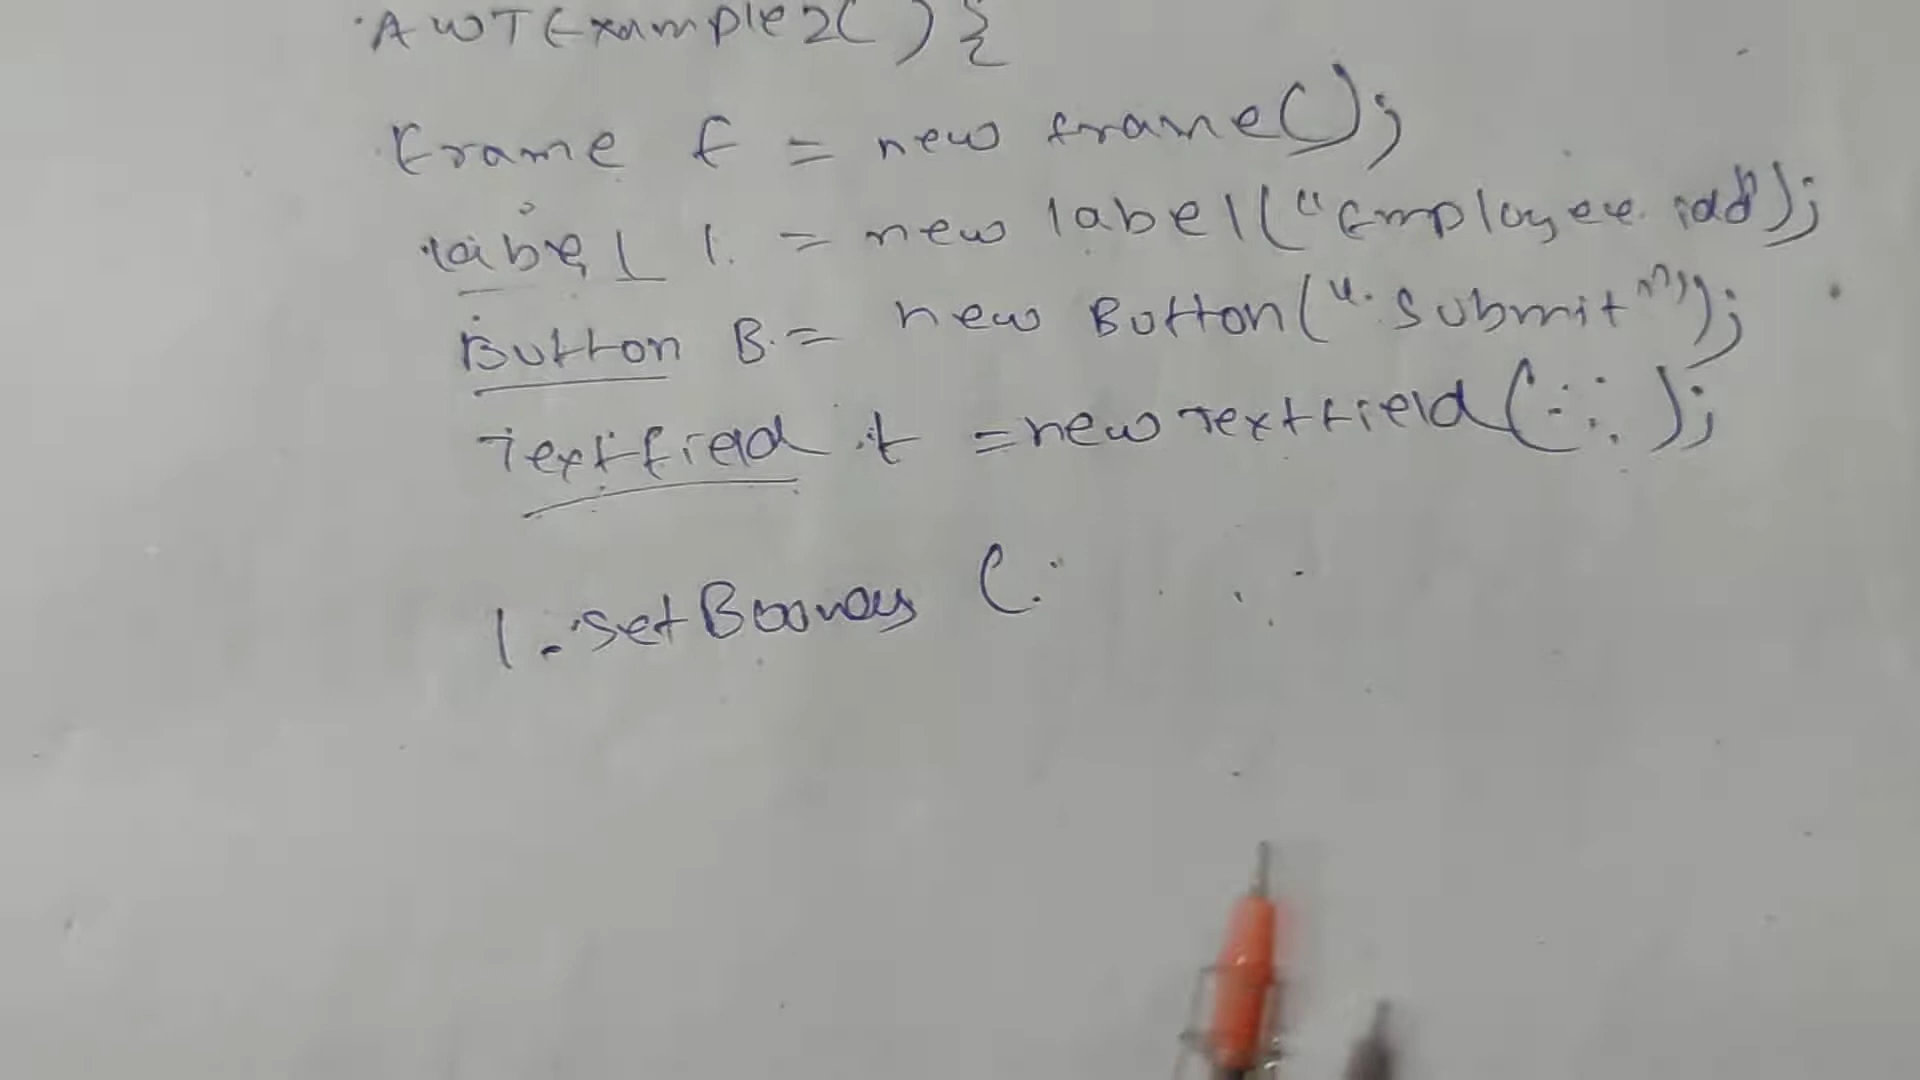 AWTExample2() {
Frame f = new frame();
label l = new label("Employee id");
Button B = new Button("Submit");
Textfield t = new Textfield( );
l.setBounds (